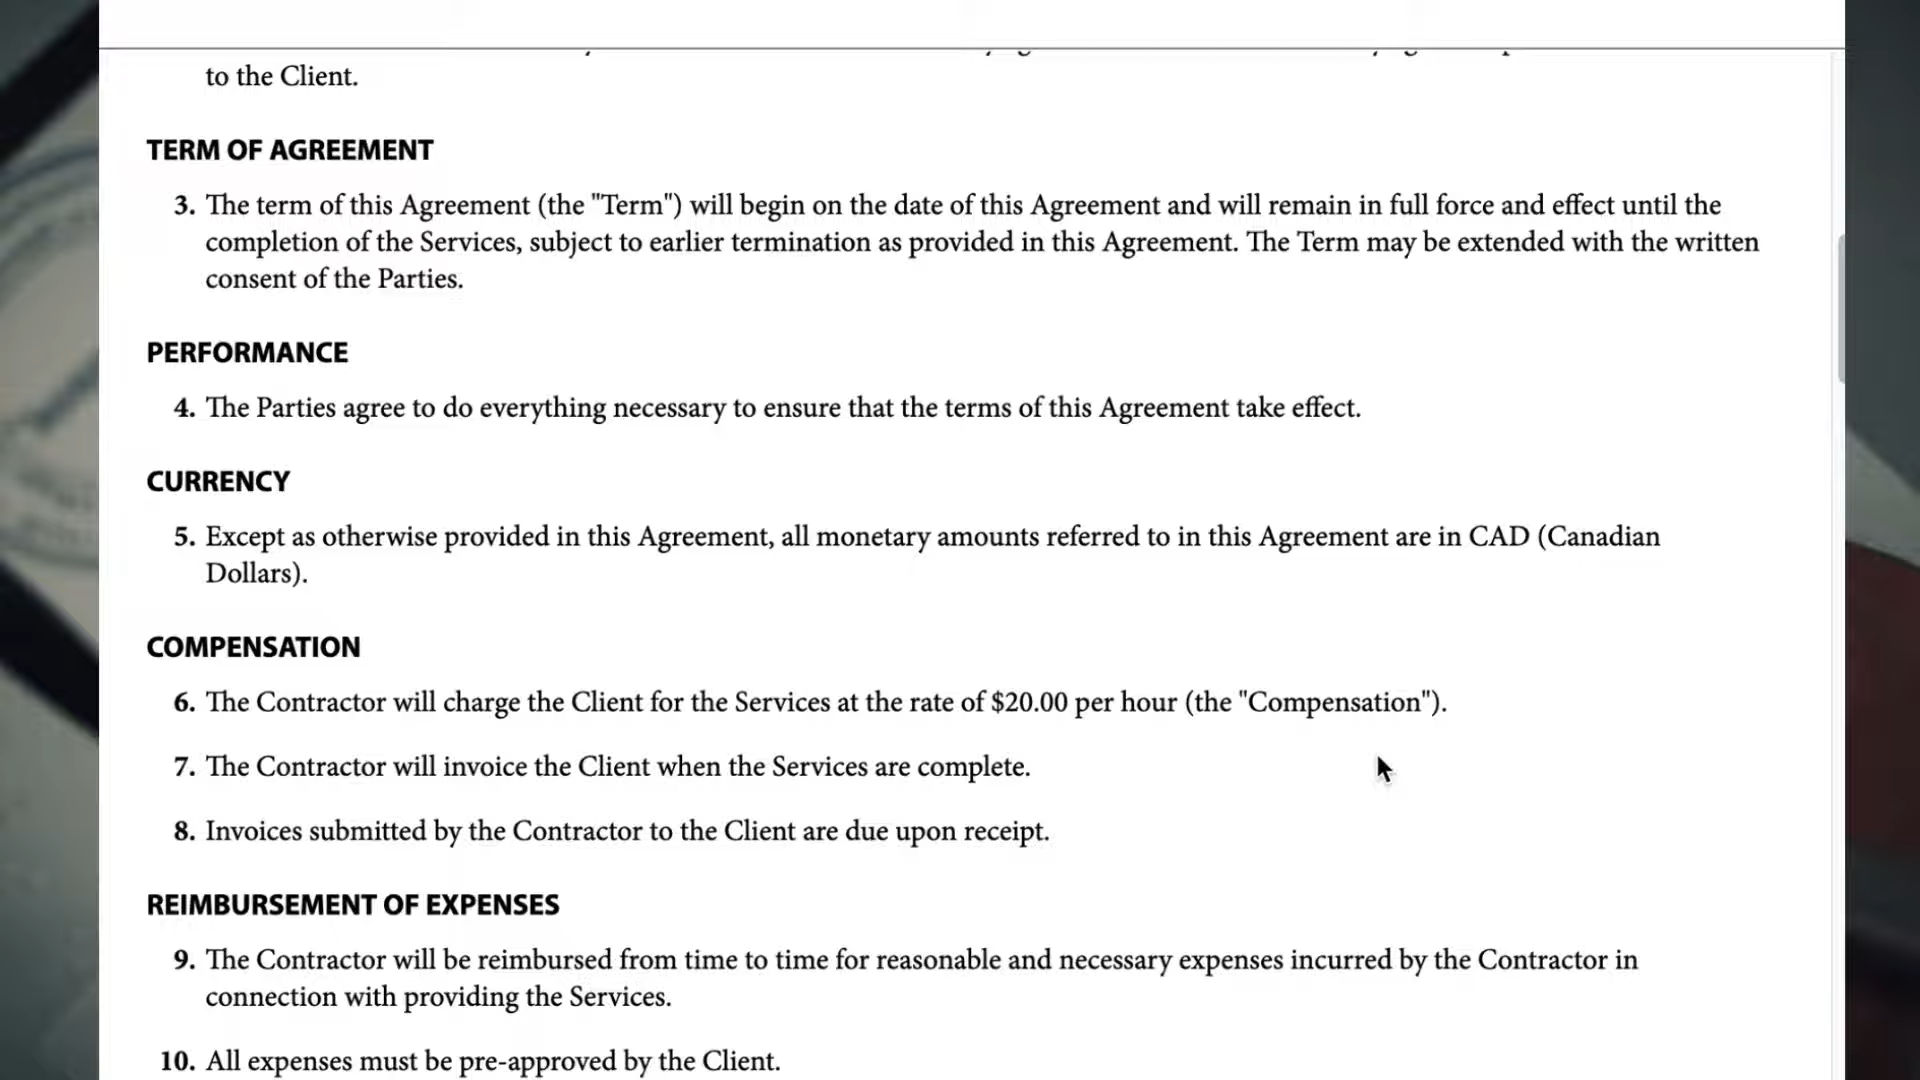 to the Client.
TERM OF AGREEMENT
3. The term of this Agreement (the "Term") will begin on the date of this Agreement and will remain in full force and effect until the
completion of the Services, subject to earlier termination as provided in this Agreement. The Term may be extended with the written
consent of the Parties.
PERFORMANCE
4. The Parties agree to do everything necessary to ensure that the terms of this Agreement take effect.
CURRENCY
5. Except as otherwise provided in this Agreement, all monetary amounts referred to in this Agreement are in CAD (Canadian
Dollars).
COMPENSATION
6. The Contractor will charge the Client for the Services at the rate of $20.00 per hour (the "Compensation").
7. The Contractor will invoice the Client when the Services are complete.
8. Invoices submitted by the Contractor to the Client are due upon receipt.
REIMBURSEMENT OF EXPENSES
9. The Contractor will be reimbursed from time to time for reasonable and necessary expenses incurred by the Contractor in
connection with providing the Services.
10. All expenses must be pre-approved by the Client.